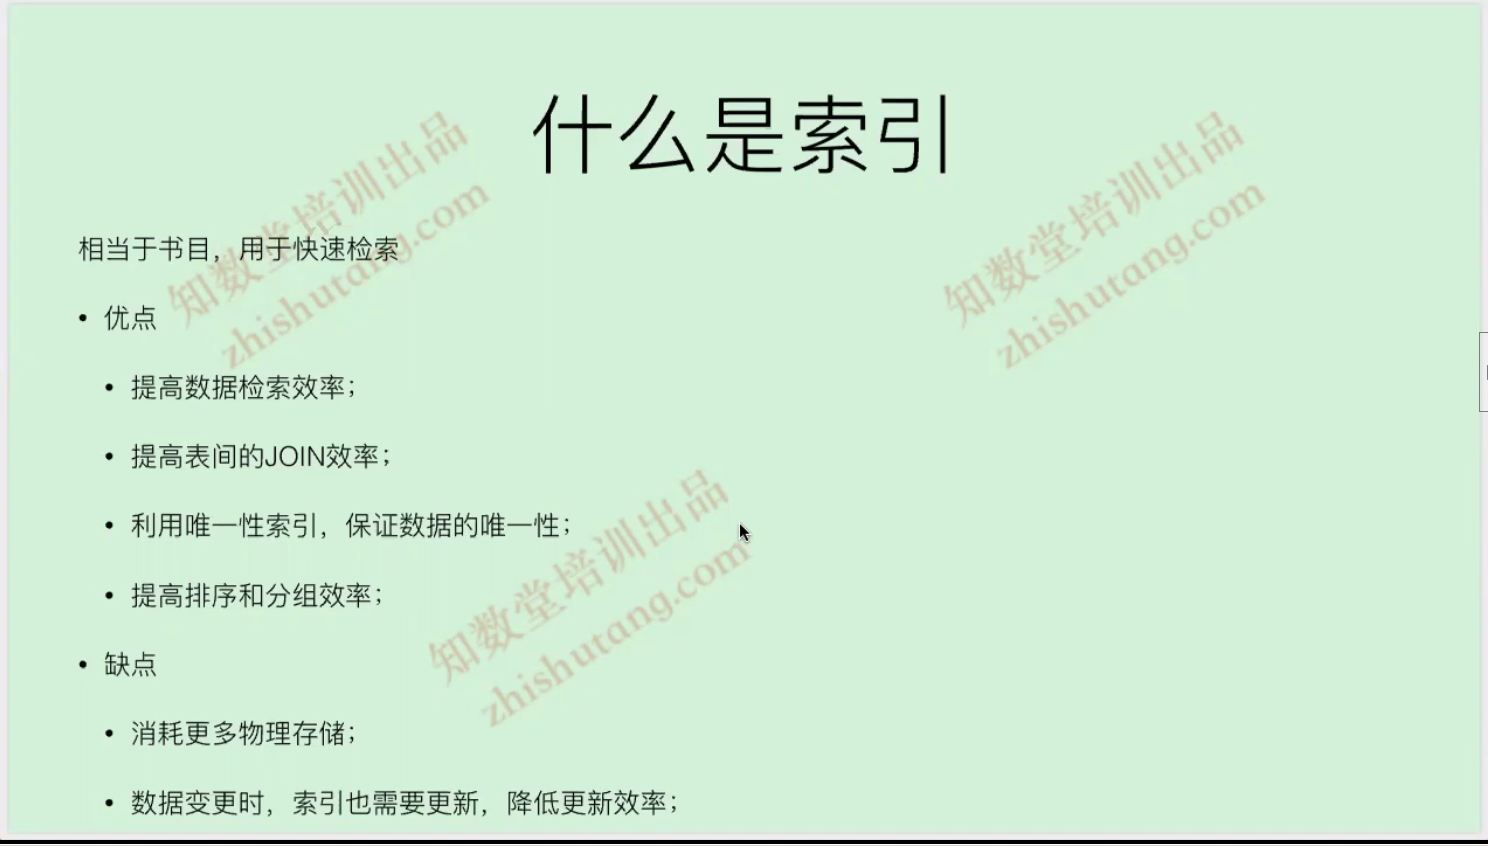 什么是索引
相当于书目，用于快速检索
• 优点
• 提高数据检索效率；
• 提高表间的JOIN效率；
• 利用唯一性索引，保证数据的唯一性；
• 提高排序和分组效率；
• 缺点
• 消耗更多物理存储；
• 数据变更时，索引也需要更新，降低更新效率；
知数堂培训出品
zhishutang.com
知数堂培训出品
zhishutang.com
知数堂培训出品
zhishutang.com